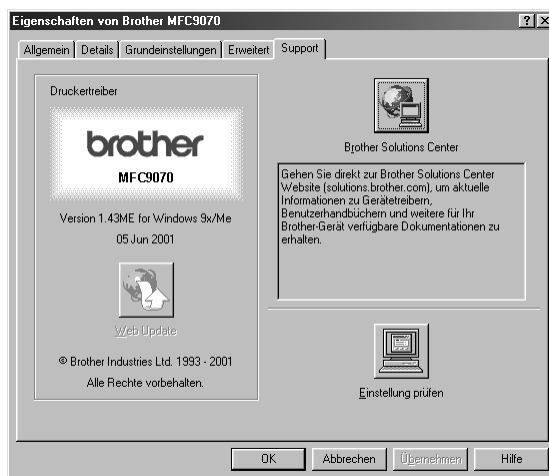 Eigenschaften von Brother MFC9070
Allgemein
Details
Grundeinstellungen
Erweitert
Support
Druckertreiber
brother
MFC9070
Version 1.43ME for Windows 9x/Me
05 Jun 2001
Web Update
© Brother Industries Ltd. 1993 - 2001
Alle Rechte vorbehalten.
Brother Solutions Center
Gehen Sie direkt zur Brother Solutions Center
Website (solutions.brother.com), um aktuelle
Informationen zu Gerätetreibern,
Benutzerhandbüchern und weitere für Ihr
Brother-Gerät verfügbare Dokumentationen zu
erhalten.
Einstellung prüfen
OK
Abbrechen
Übernehmen
Hilfe